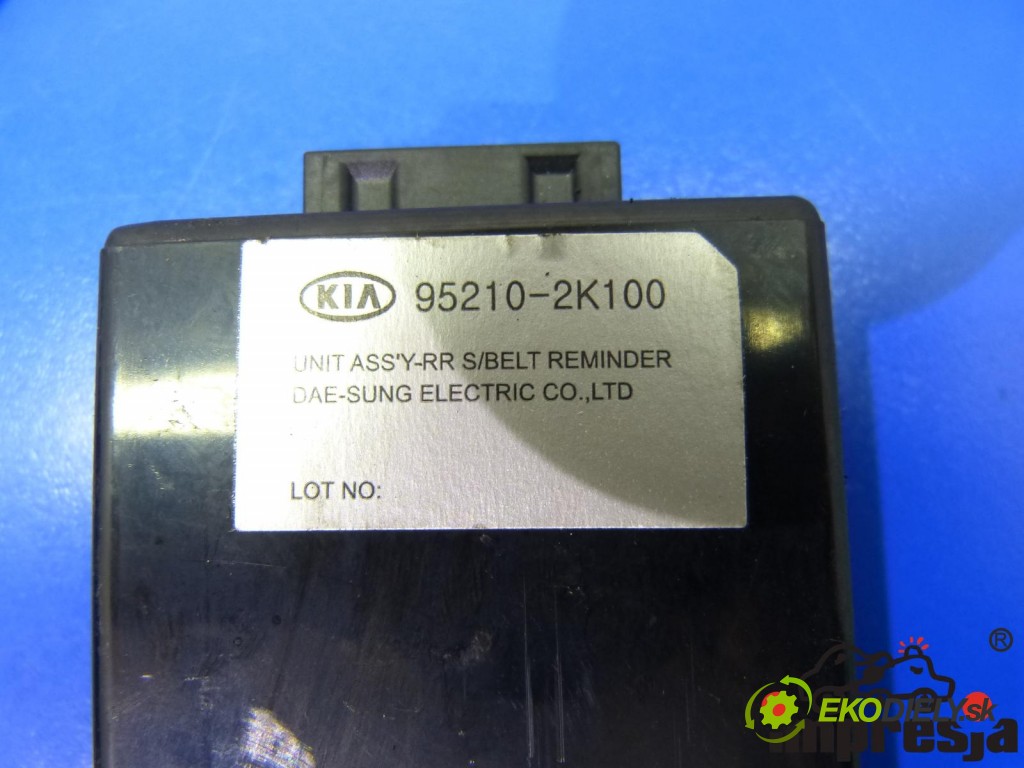 KIA 95210-2K100
UNIT ASS'Y-RR S/BELT REMINDER
DAE-SUNG ELECTRIC CO.,LTD
LOT NO:
®
EKODIELY.sk
impresja